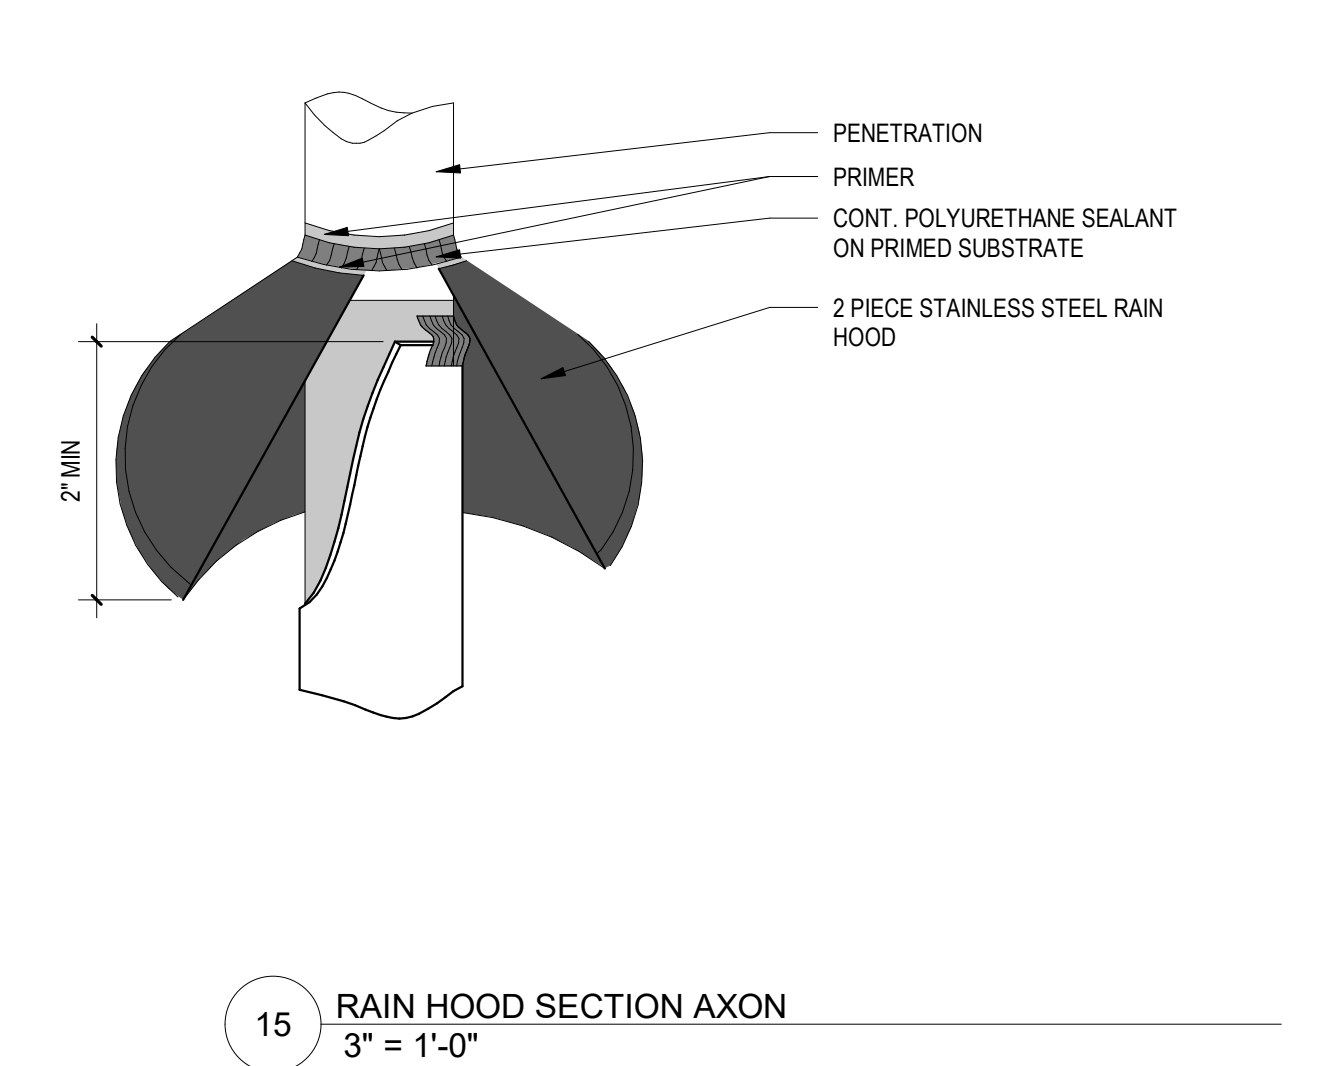 PENETRATION
PRIMER
CONT. POLYURETHANE SEALANT
ON PRIMED SUBSTRATE
2 PIECE STAINLESS STEEL RAIN
HOOD
2" MIN
15
RAIN HOOD SECTION AXON
3" = 1'-0"